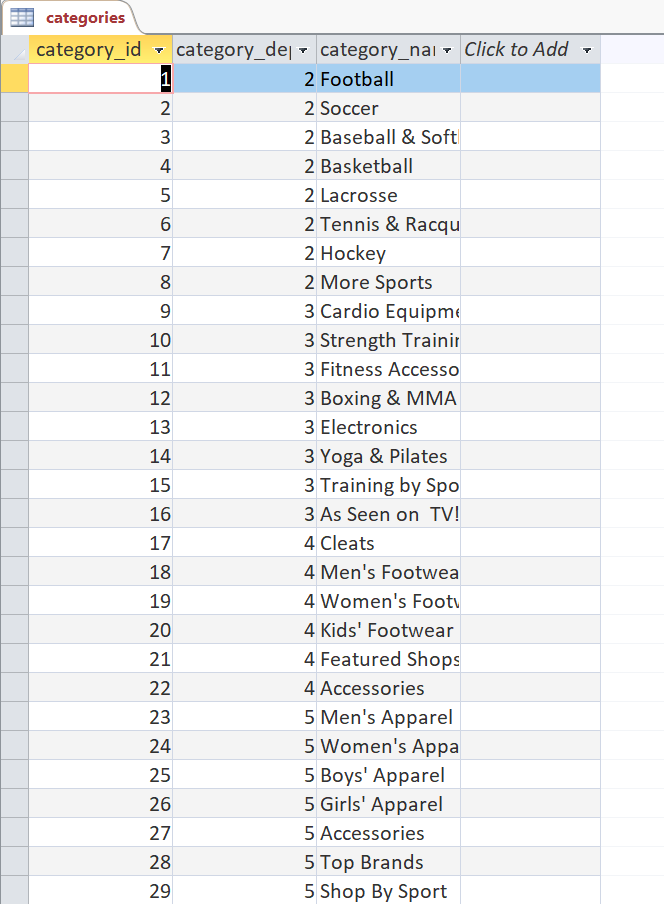 categories
category_id category_dep category_nar Click to Add
1 2 Football
2 2 Soccer
3 2 Baseball & Soft
4 2 Basketball
5 2 Lacrosse
6 2 Tennis & Racqu
7 2 Hockey
8 2 More Sports
9 3 Cardio Equipme
10 3 Strength Trainin
11 3 Fitness Accesso
12 3 Boxing & MMA
13 3 Electronics
14 3 Yoga & Pilates
15 3 Training by Spo
16 3 As Seen on  TV!
17 4 Cleats
18 4 Men's Footwea
19 4 Women's Footw
20 4 Kids' Footwear
21 4 Featured Shops
22 4 Accessories
23 5 Men's Apparel
24 5 Women's Appa
25 5 Boys' Apparel
26 5 Girls' Apparel
27 5 Accessories
28 5 Top Brands
29 5 Shop By Sport